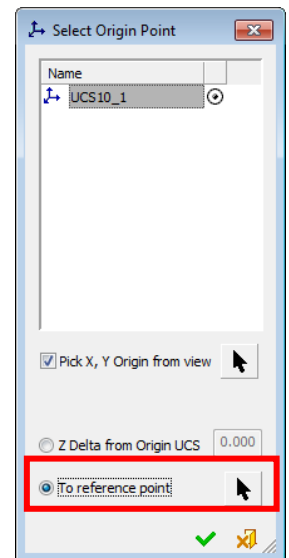 Select Origin Point
Name
UCS10_1
Pick X, Y Origin from view
Z Delta from Origin UCS 0.000
To reference point